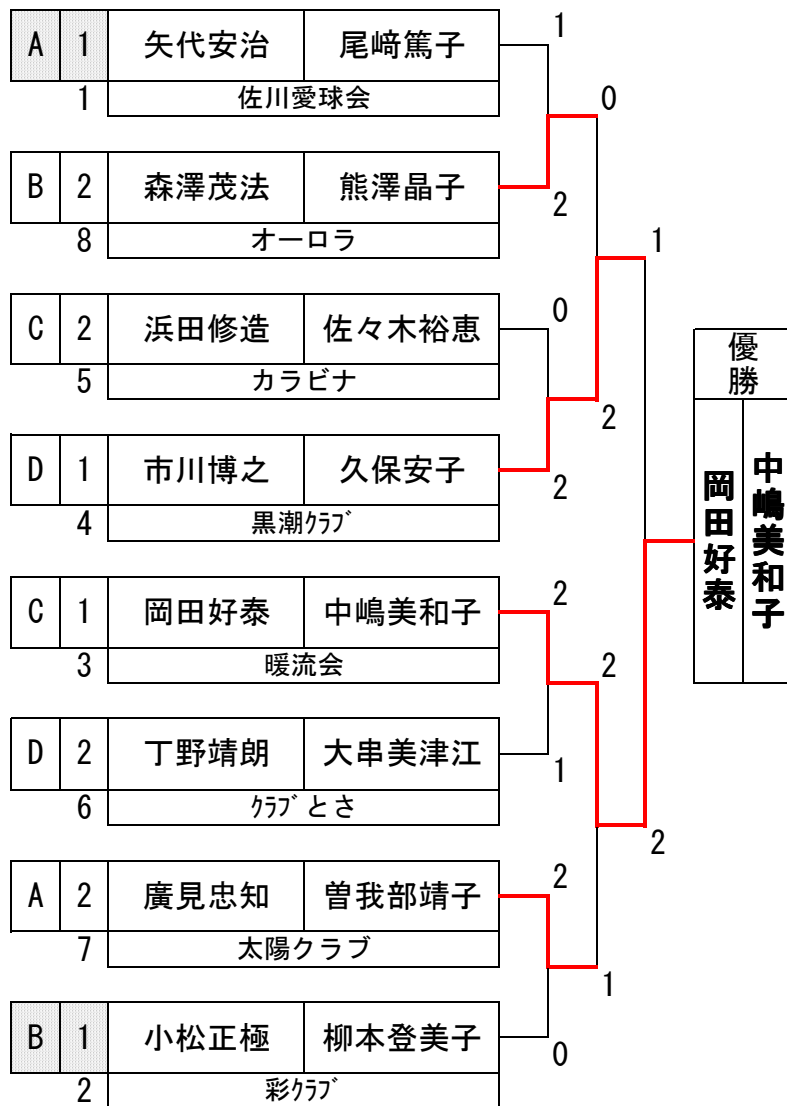 A 1 矢代安治 尾﨑篤子 1
1 佐川愛球会 0
B 2 森澤茂法 熊澤晶子 2
8 オーロラ 1
C 2 浜田修造 佐々木裕恵 0
5 カラビナ 2
D 1 市川博之 久保安子 2
4 黒潮ｸﾗﾌﾞ
C 1 岡田好泰 中嶋美和子 2
3 暖流会 2
D 2 丁野靖朗 大串美津江 1
6 ｸﾗﾌﾞとさ 2
A 2 廣見忠知 曽我部靖子 2
7 太陽クラブ 1
B 1 小松正極 柳本登美子 0
2 彩ｸﾗﾌﾞ
優勝
中嶋美和子
岡田好泰